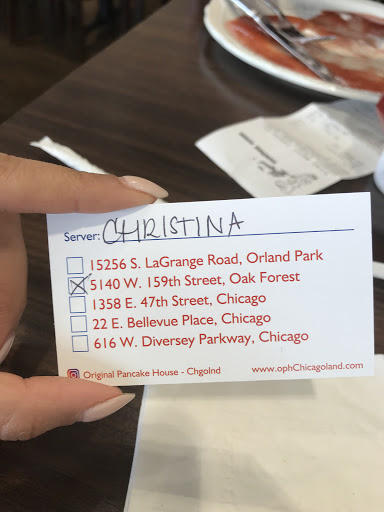 Server: CHRISTINA
15256 S. LaGrange Road, Orland Park
5140 W. 159th Street, Oak Forest
1358 E. 47th Street, Chicago
22 E. Bellevue Place, Chicago
616 W. Diversey Parkway, Chicago
Original Pancake House - Chgolnd www.ophChicagoland.com